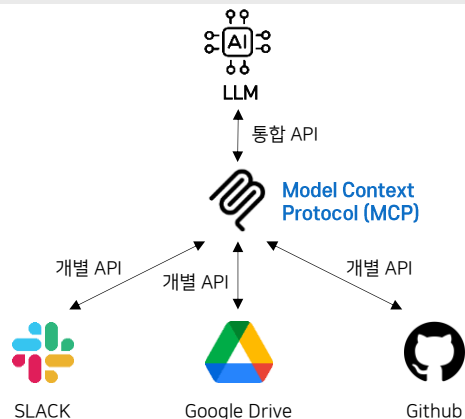 AI
LLM
통합 API
Model Context
Protocol (MCP)
개별 API
개별 API
개별 API
SLACK
Google Drive
Github